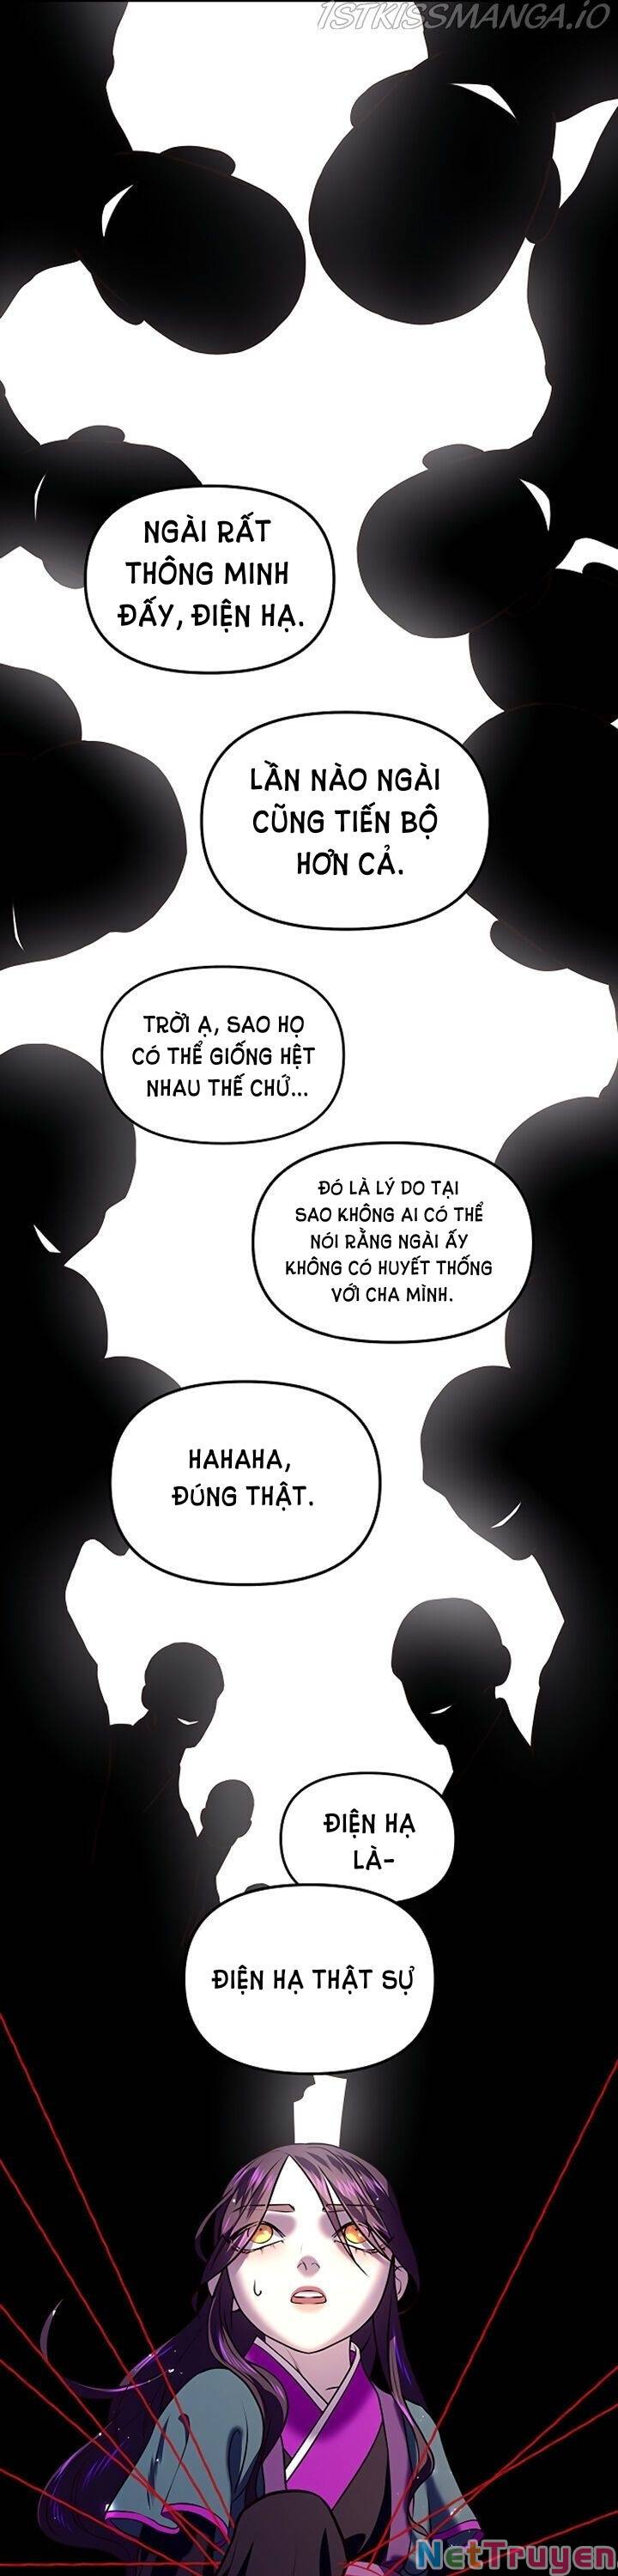 1STKISSMANGA.IO
NGÀI RẤT
THÔNG MINH
ĐẤY, ĐIỆN HẠ.
LẦN NÀO NGÀI
CŨNG TIẾN BỘ
HƠN CẢ.
TRỜI Ạ, SAO HỌ
CÓ THỂ GIỐNG HỆT
NHAU THẾ CHỨ...
ĐÓ LÀ LÝ DO TẠI
SAO KHÔNG AI CÓ THỂ
NÓI RẰNG NGÀI ẤY
KHÔNG CÓ HUYẾT THỐNG
VỚI CHA MÌNH.
HAHAHA,
ĐÚNG THẬT.
ĐIỆN HẠ
LÀ-
ĐIỆN HẠ THẬT SỰ
NetTruyen